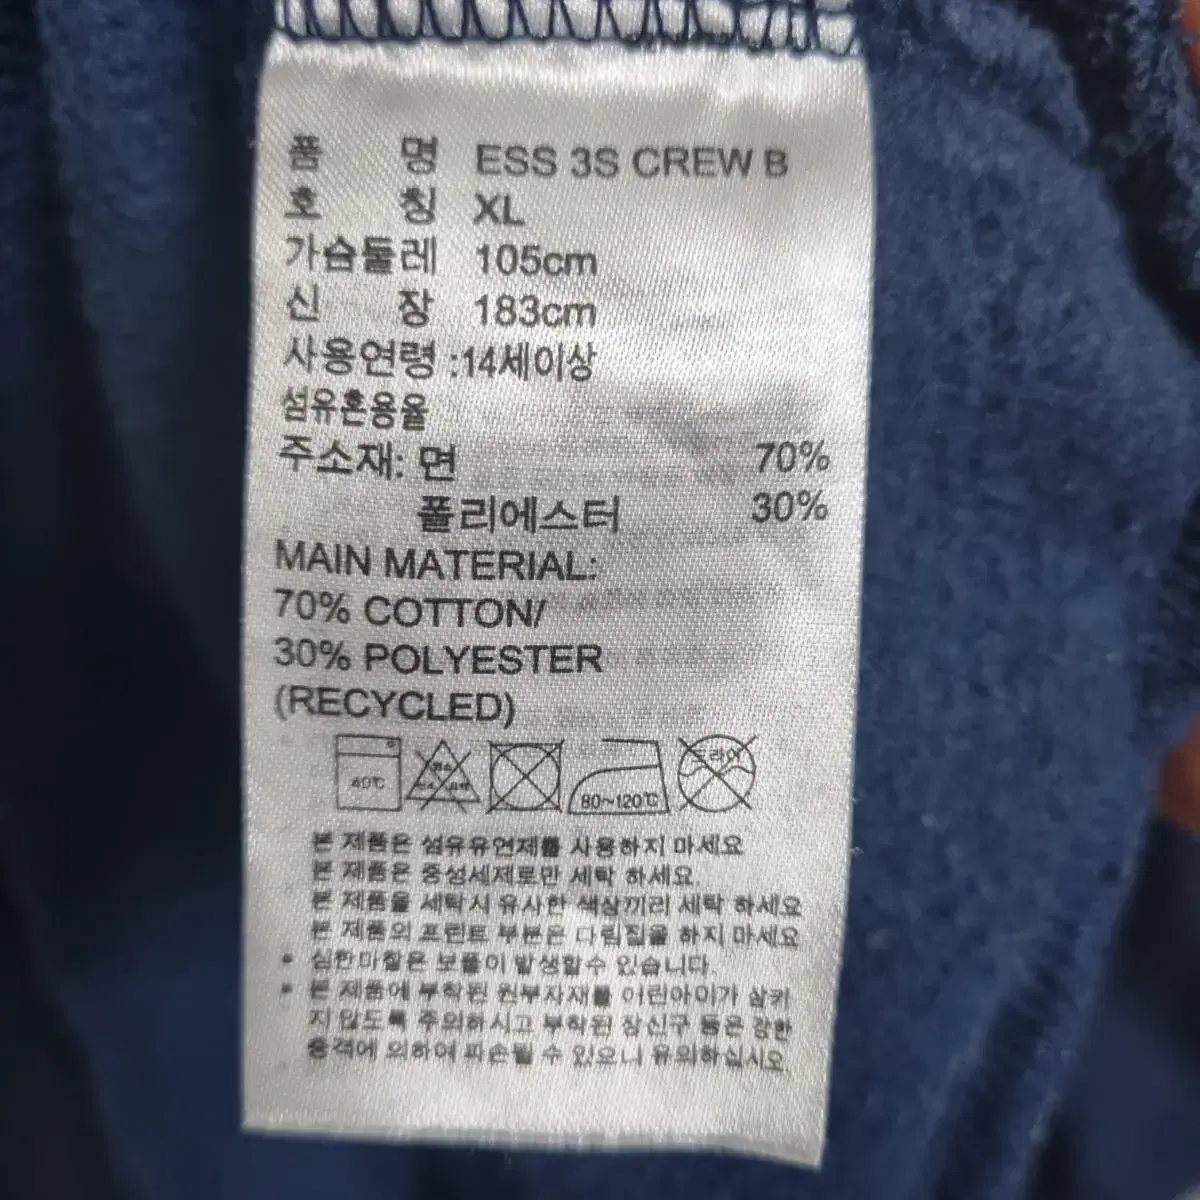 품 명 ESS 3S CREW B
호 칭 XL
가슴둘레 105cm
신 장 183cm
사용연령 :14세이상
섬유혼용율
주소재: 면 70%
폴리에스터 30%
MAIN MATERIAL:
70% COTTON/
30% POLYESTER
(RECYCLED)
40℃ 80~120℃ 드라이
본 제품은 섬유유연제를 사용하지 마세요
본 제품은 중성세제로만 세탁 하세요.
본 제품을 세탁시 유사한 색상끼리 세탁 하세요
본 제품의 프린트 부분은 다림질을 하지 마세요
• 심한마찰은 보풀이 발생할수 있습니다.
• 본 제품에 부착된 원부자재를 어린아이가 삼키
지 않도록 주의하시고 부착된 장신구 등은 강한
충격에 의하여 파손될 수 있으니 유의하십시오